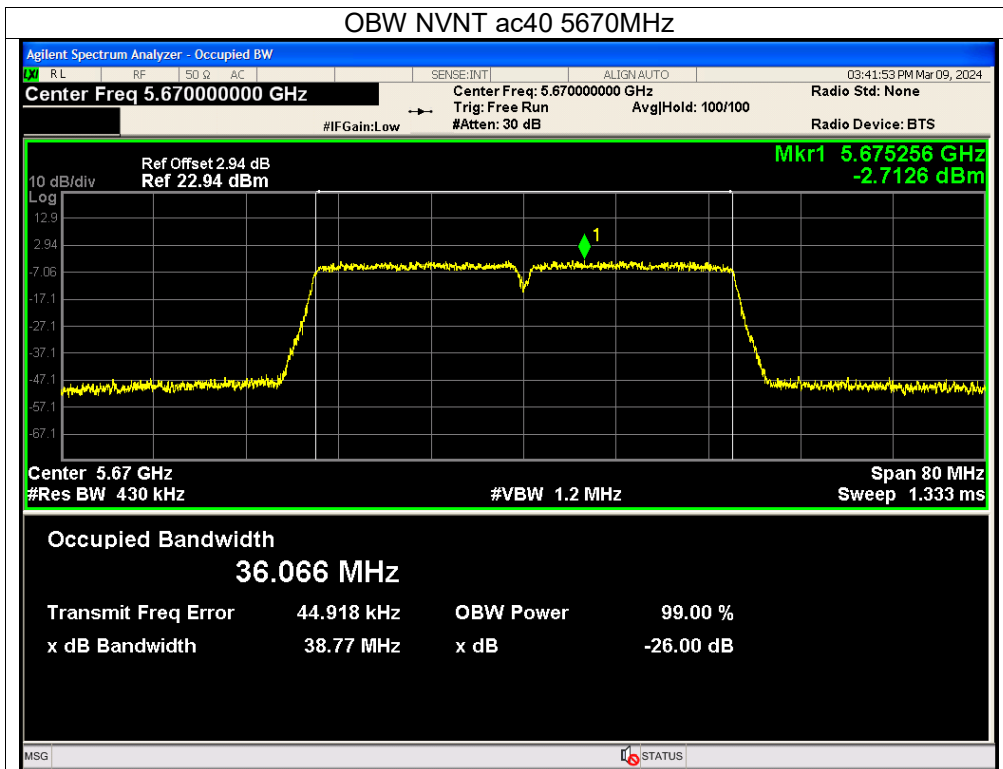 OBW NVNT ac40 5670MHz
Agilent Spectrum Analyzer - Occupied BW
LXI RL RF 50 Ω AC SENSE:INT ALIGN AUTO 03:41:53 PM Mar 09, 2024
Center Freq 5.670000000 GHz Center Freq: 5.670000000 GHz Radio Std: None
Trig: Free Run Avg|Hold: 100/100
#IFGain:Low #Atten: 30 dB Radio Device: BTS
Mkr1 5.675256 GHz
-2.7126 dBm
Ref Offset 2.94 dB
10 dB/div Ref 22.94 dBm
Log
12.9
2.94
-7.06
-17.1
-27.1
-37.1
-47.1
-57.1
-67.1
1
Center 5.67 GHz Span 80 MHz
#Res BW 430 kHz #VBW 1.2 MHz Sweep 1.333 ms
Occupied Bandwidth
36.066 MHz
Transmit Freq Error 44.918 kHz OBW Power 99.00 %
x dB Bandwidth 38.77 MHz x dB -26.00 dB
MSG STATUS